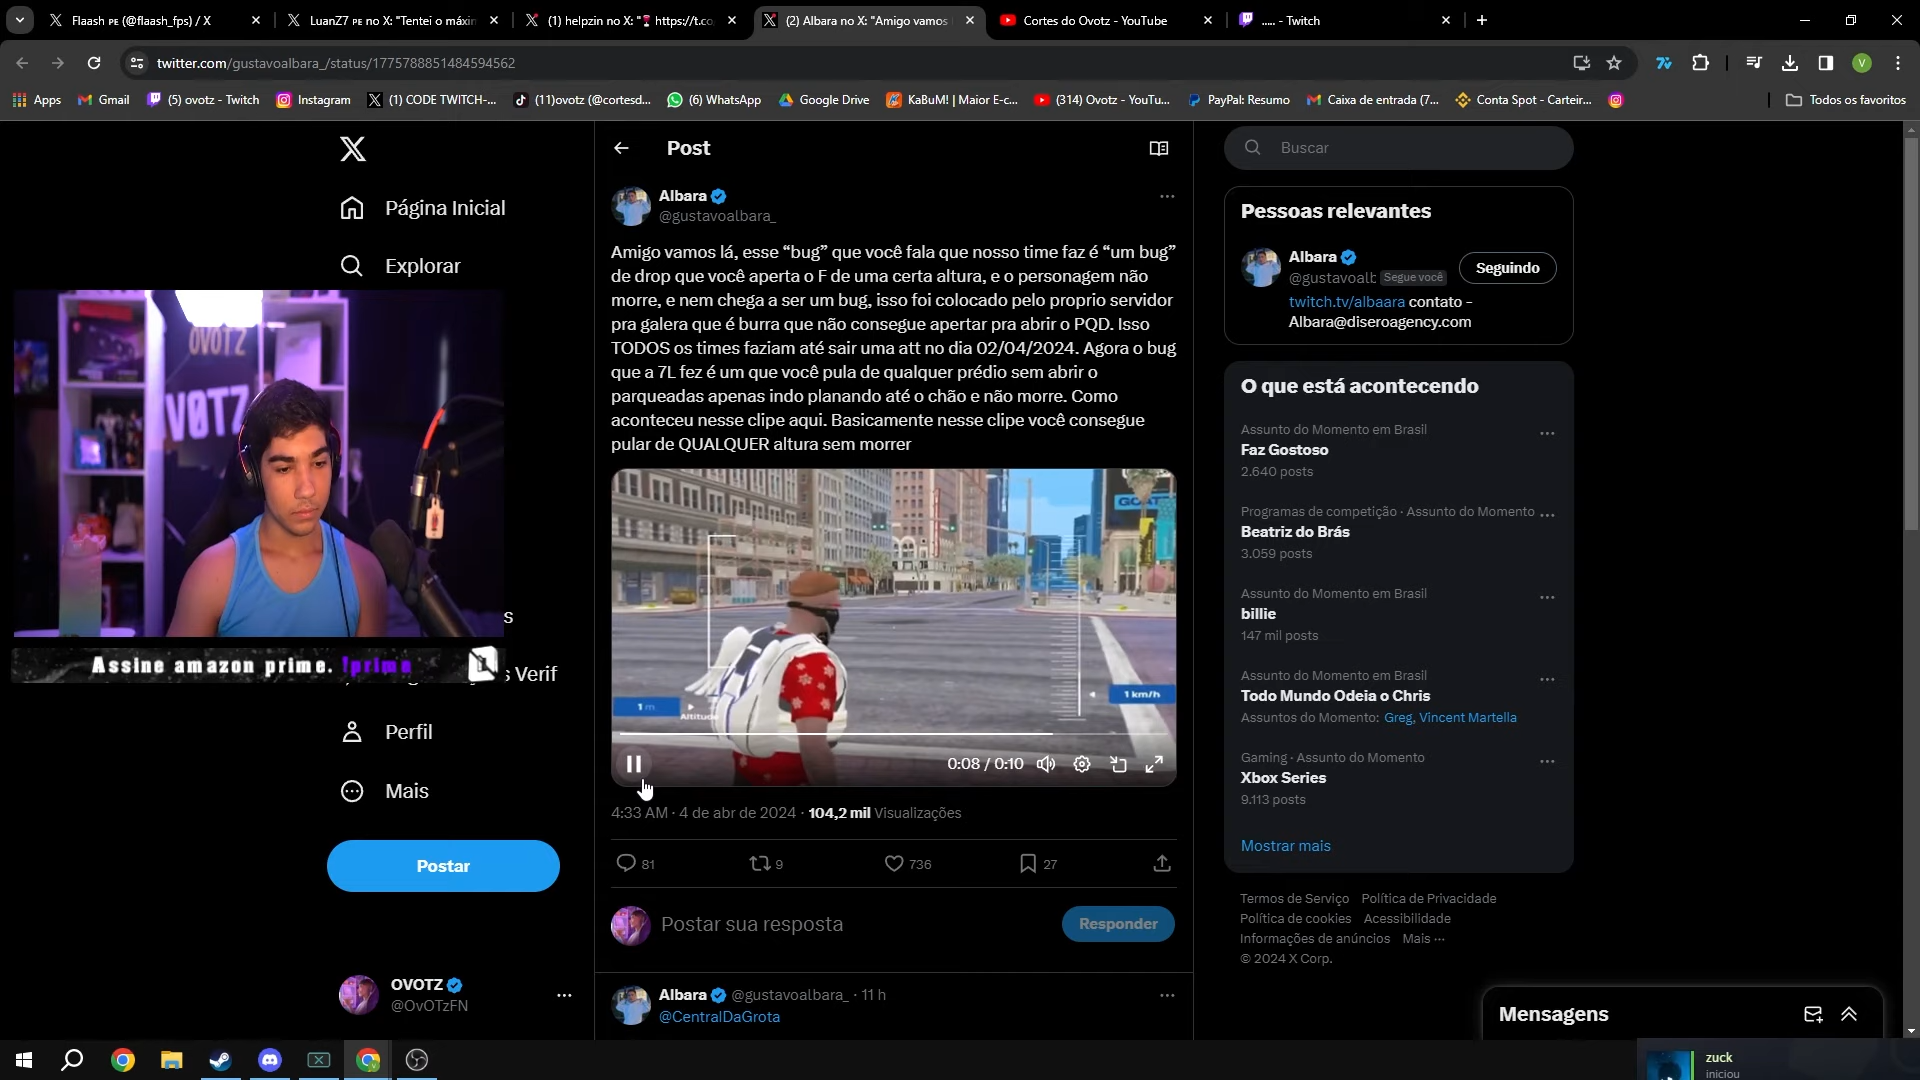 Flaash PE (@flaash_fps) / X
LuanZ7 PE no X: "Tentei o máxin
(1) helpzin no X: "🍷 https://t.co
(2) Albara no X: "Amigo vamos
Cortes do Ovotz - YouTube
..... - Twitch
twitter.com/gustavoalbara_/status/1775788851484594562
V
Apps
Gmail
(5) ovotz - Twitch
Instagram
(1) CODE TWITCH-...
(11)ovotz (@cortesd...
(6) WhatsApp
Google Drive
KaBuM! | Maior E-c...
(314) Ovotz - YouTu...
PayPal: Resumo
Caixa de entrada (7...
Conta Spot - Carteir...
Todos os favoritos
Página Inicial
Explorar
OVOTZ
VØTZ
s
Assine amazon prime. !prime
s Verif
Perfil
Mais
Postar
OVOTZ
@OvOTzFN
Post
Albara
@gustavoalbara_
Amigo vamos lá, esse “bug” que você fala que nosso time faz é “um bug”
de drop que você aperta o F de uma certa altura, e o personagem não
morre, e nem chega a ser um bug, isso foi colocado pelo proprio servidor
pra galera que é burra que não consegue apertar pra abrir o PQD. Isso
TODOS os times faziam até sair uma att no dia 02/04/2024. Agora o bug
que a 7L fez é um que você pula de qualquer prédio sem abrir o
parqueadas apenas indo planando até o chão e não morre. Como
aconteceu nesse clipe aqui. Basicamente nesse clipe você consegue
pular de QUALQUER altura sem morrer
1 m
Altitude
1 km/h
0:08 / 0:10
4:33 AM · 4 de abr de 2024 · 104,2 mil Visualizações
81
9
736
27
Postar sua resposta
Responder
Albara @gustavoalbara_ · 11 h
@CentralDaGrota
Buscar
Pessoas relevantes
Albara
@gustavoalb Segue você
Seguindo
twitch.tv/albaara contato -
Albara@diseroagency.com
O que está acontecendo
Assunto do Momento em Brasil
Faz Gostoso
2.640 posts
Programas de competição · Assunto do Momento
Beatriz do Brás
3.059 posts
Assunto do Momento em Brasil
billie
147 mil posts
Assunto do Momento em Brasil
Todo Mundo Odeia o Chris
Assuntos do Momento: Greg, Vincent Martella
Gaming · Assunto do Momento
Xbox Series
9.113 posts
Mostrar mais
Termos de Serviço Política de Privacidade
Política de cookies Acessibilidade
Informações de anúncios Mais ···
© 2024 X Corp.
Mensagens
zuck
iniciou